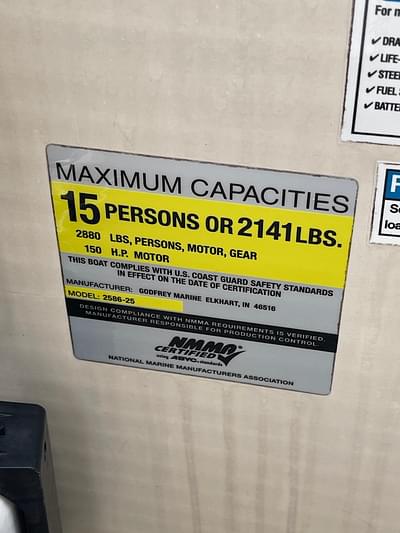 For
✔ DRA
✔ LIFE-
✔ STEE
✔ FUEL
✔ BATTE
MAXIMUM CAPACITIES
15 PERSONS OR 2141 LBS.
2880 LBS, PERSONS, MOTOR, GEAR
150 H.P. MOTOR
THIS BOAT COMPLIES WITH U.S. COAST GUARD SAFETY STANDARDS
IN EFFECT ON THE DATE OF CERTIFICATION
MANUFACTURER: GODFREY MARINE ELKHART, IN 46516
MODEL: 2586-25
DESIGN COMPLIANCE WITH NMMA REQUIREMENTS IS VERIFIED.
MANUFACTURER RESPONSIBLE FOR PRODUCTION CONTROL.
NMMA
CERTIFIED
using ABYC standards
NATIONAL MARINE MANUFACTURERS ASSOCIATION